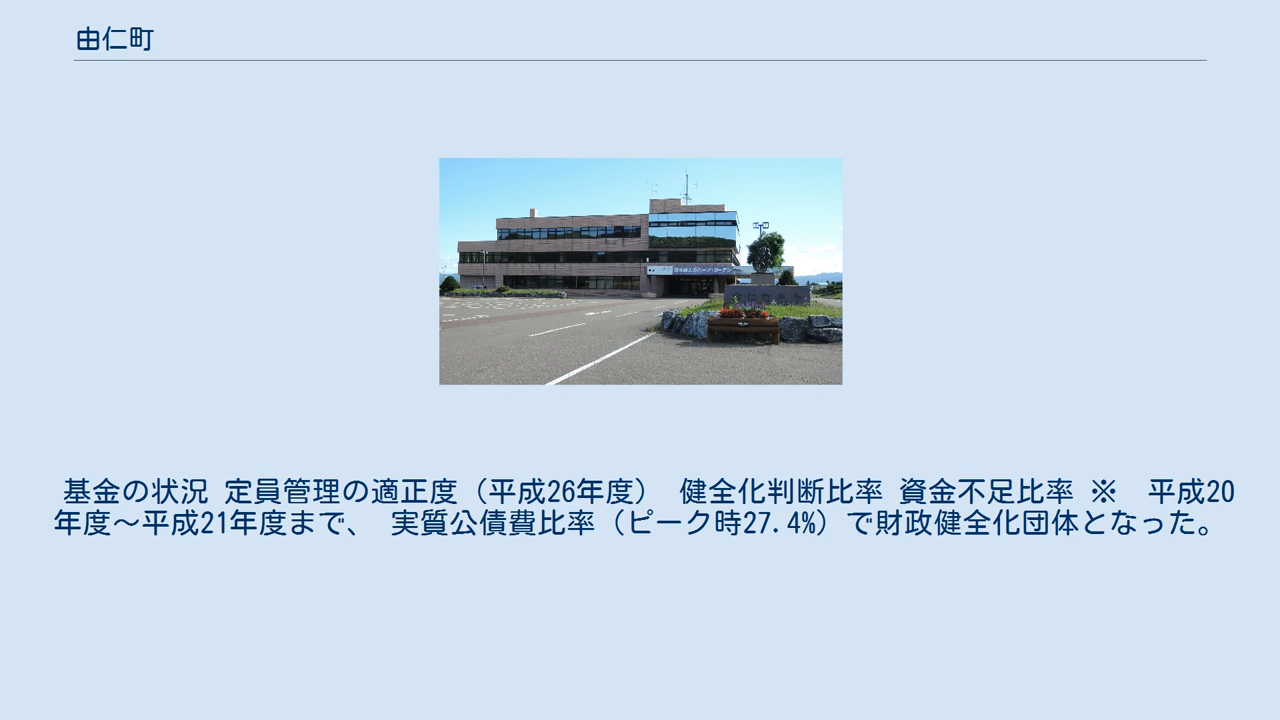 由仁町
基金の状況 定員管理の適正度（平成26年度） 健全化判断比率 資金不足比率 ※　平成20
年度～平成21年度まで、 実質公債費比率（ピーク時27.4%）で財政健全化団体となった。